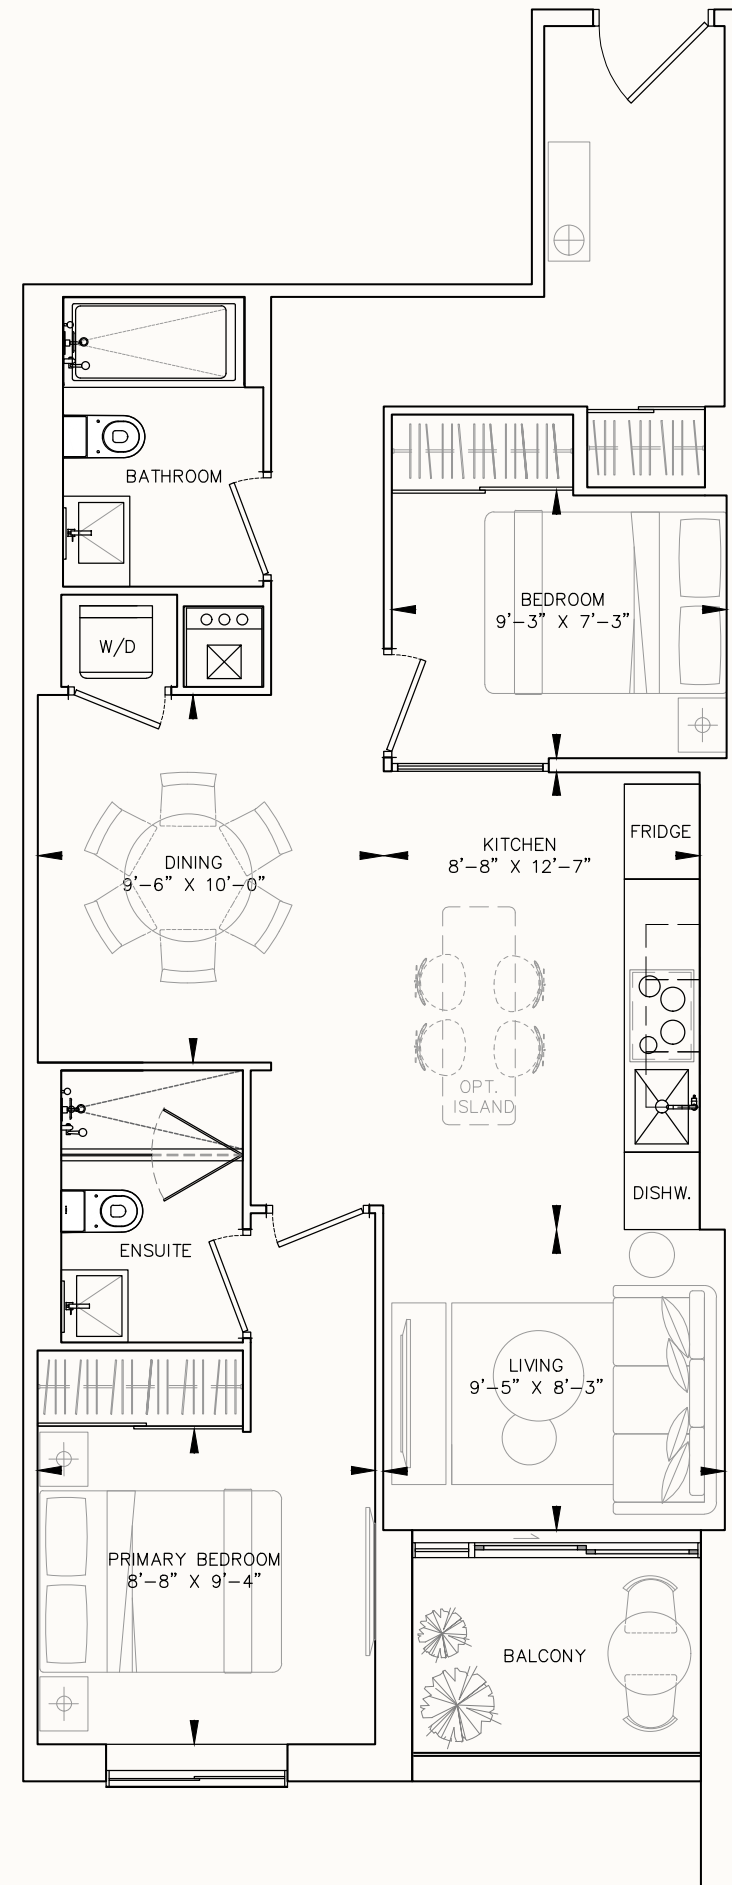 BATHROOM
W/D
BEDROOM
9'-3" X 7'-3"
FRIDGE
KITCHEN
8'-8" X 12'-7"
DINING
9'-6" X 10'-0"
OPT.
ISLAND
DISHW.
ENSUITE
LIVING
9'-5" X 8'-3"
PRIMARY BEDROOM
8'-8" X 9'-4"
BALCONY